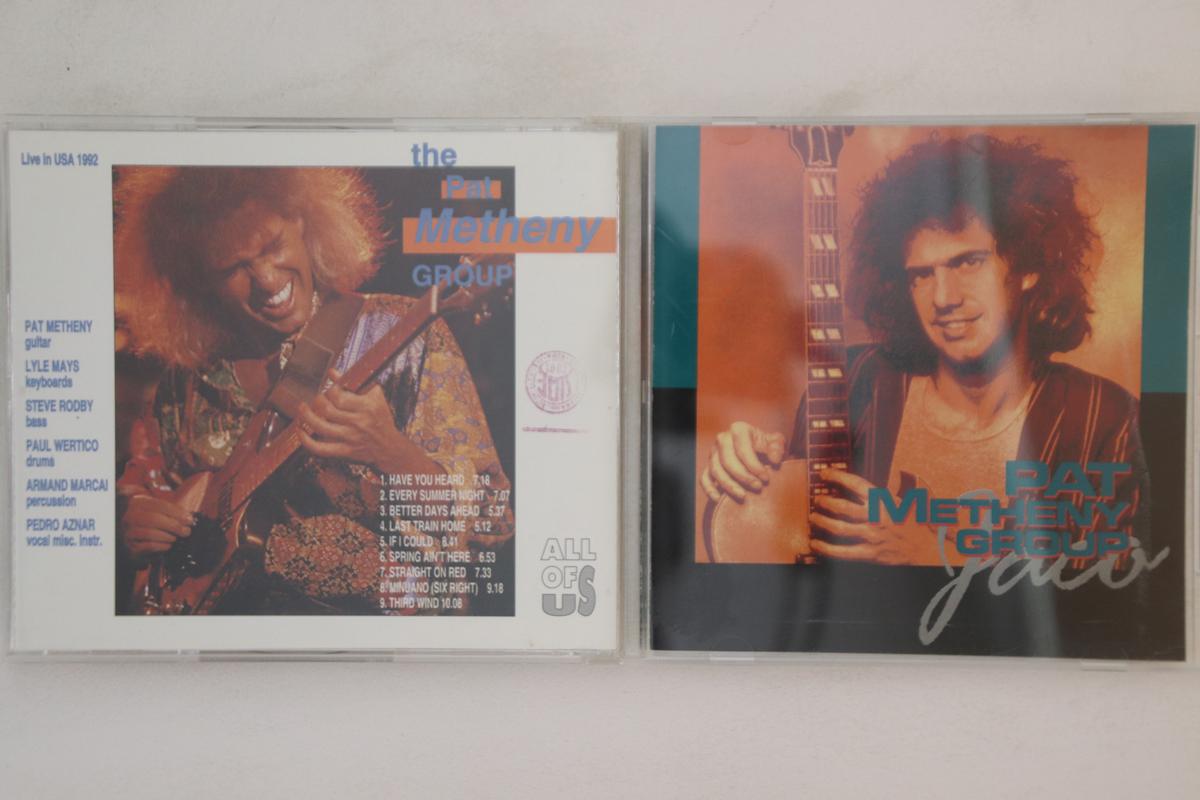 Live in USA 1992
the
Pat
Metheny
GROUP
PAT METHENY
guitar
LYLE MAYS
keyboards
STEVE RODBY
bass
PAUL WERTICO
drums
ARMAND MARCAl
percussion
PEDRO AZNAR
vocal misc. instr.
1. HAVE YOU HEARD 7.18
2. EVERY SUMMER NIGHT 7.07
3. BETTER DAYS AHEAD 5.37
4. LAST TRAIN HOME 5.12
5. IF I COULD 8.41
6. SPRING AIN'T HERE 6.53
7. STRAIGHT ON RED 7.33
8. MINUANO (SIX RIGHT) 9.18
9. THIRD WIND 10.08
ALL
OF
US
PAT
METHENY
GROUP
Jaco